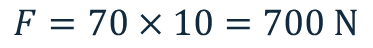 F = 70 × 10 = 700 N